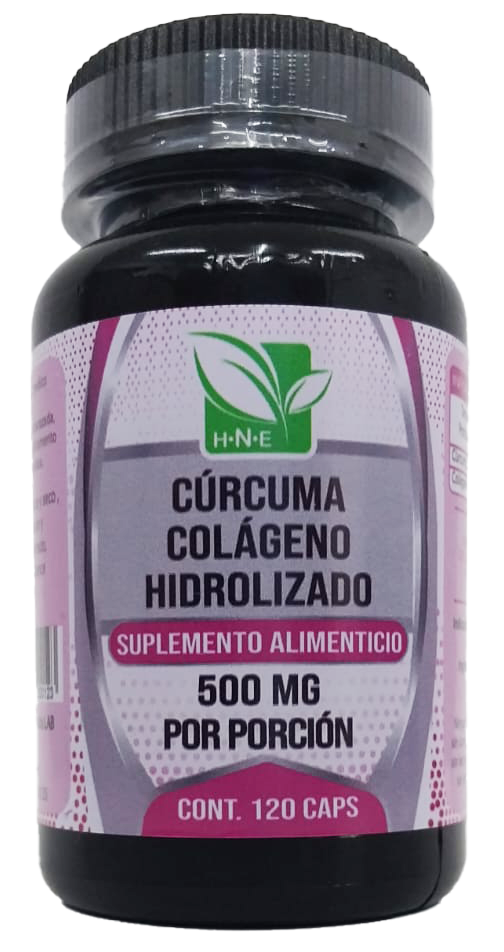 H·N·E
CÚRCUMA
COLÁGENO
HIDROLIZADO
SUPLEMENTO ALIMENTICIO
500 MG
POR PORCIÓN
CONT. 120 CAPS